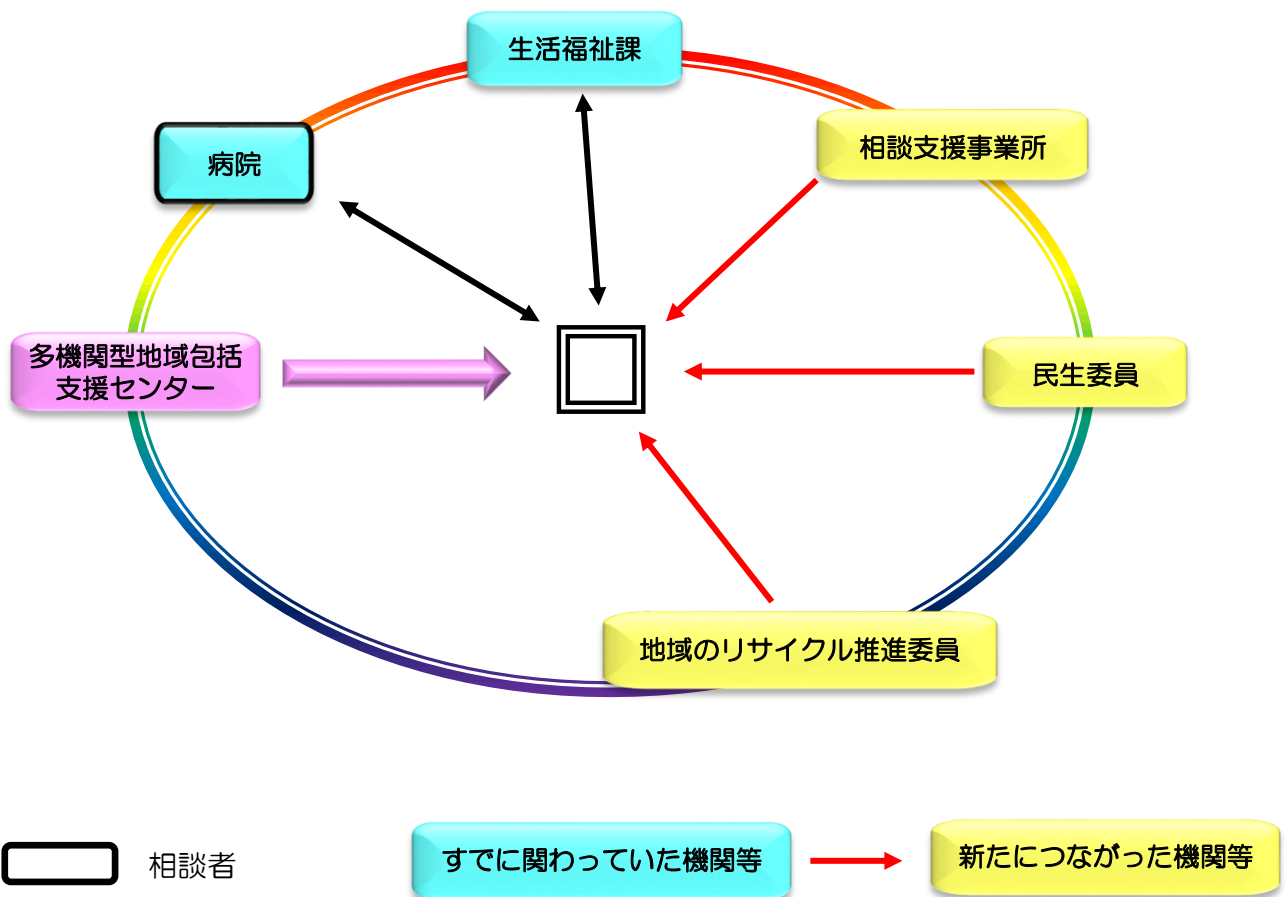 生活福祉課
相談支援事業所
病院
多機関型地域包括
支援センター
民生委員
地域のリサイクル推進委員
相談者
すでに関わっていた機関等
新たにつながった機関等